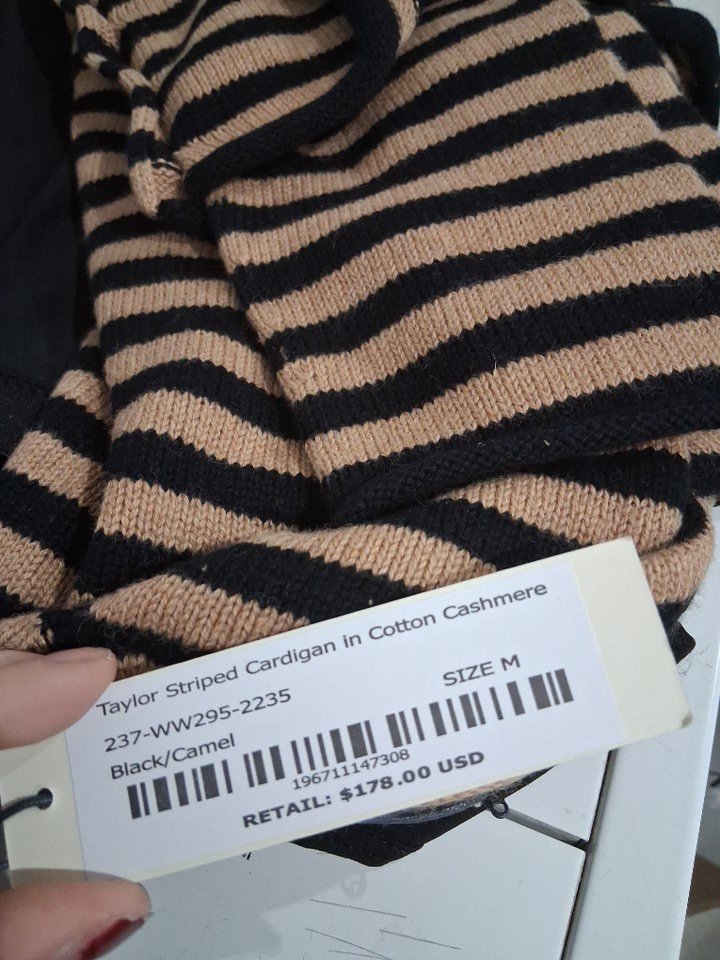 Taylor Striped Cardigan in Cotton Cashmere
237-WW295-2235
SIZE M
Black/Camel
196711147308
RETAIL: $178.00 USD